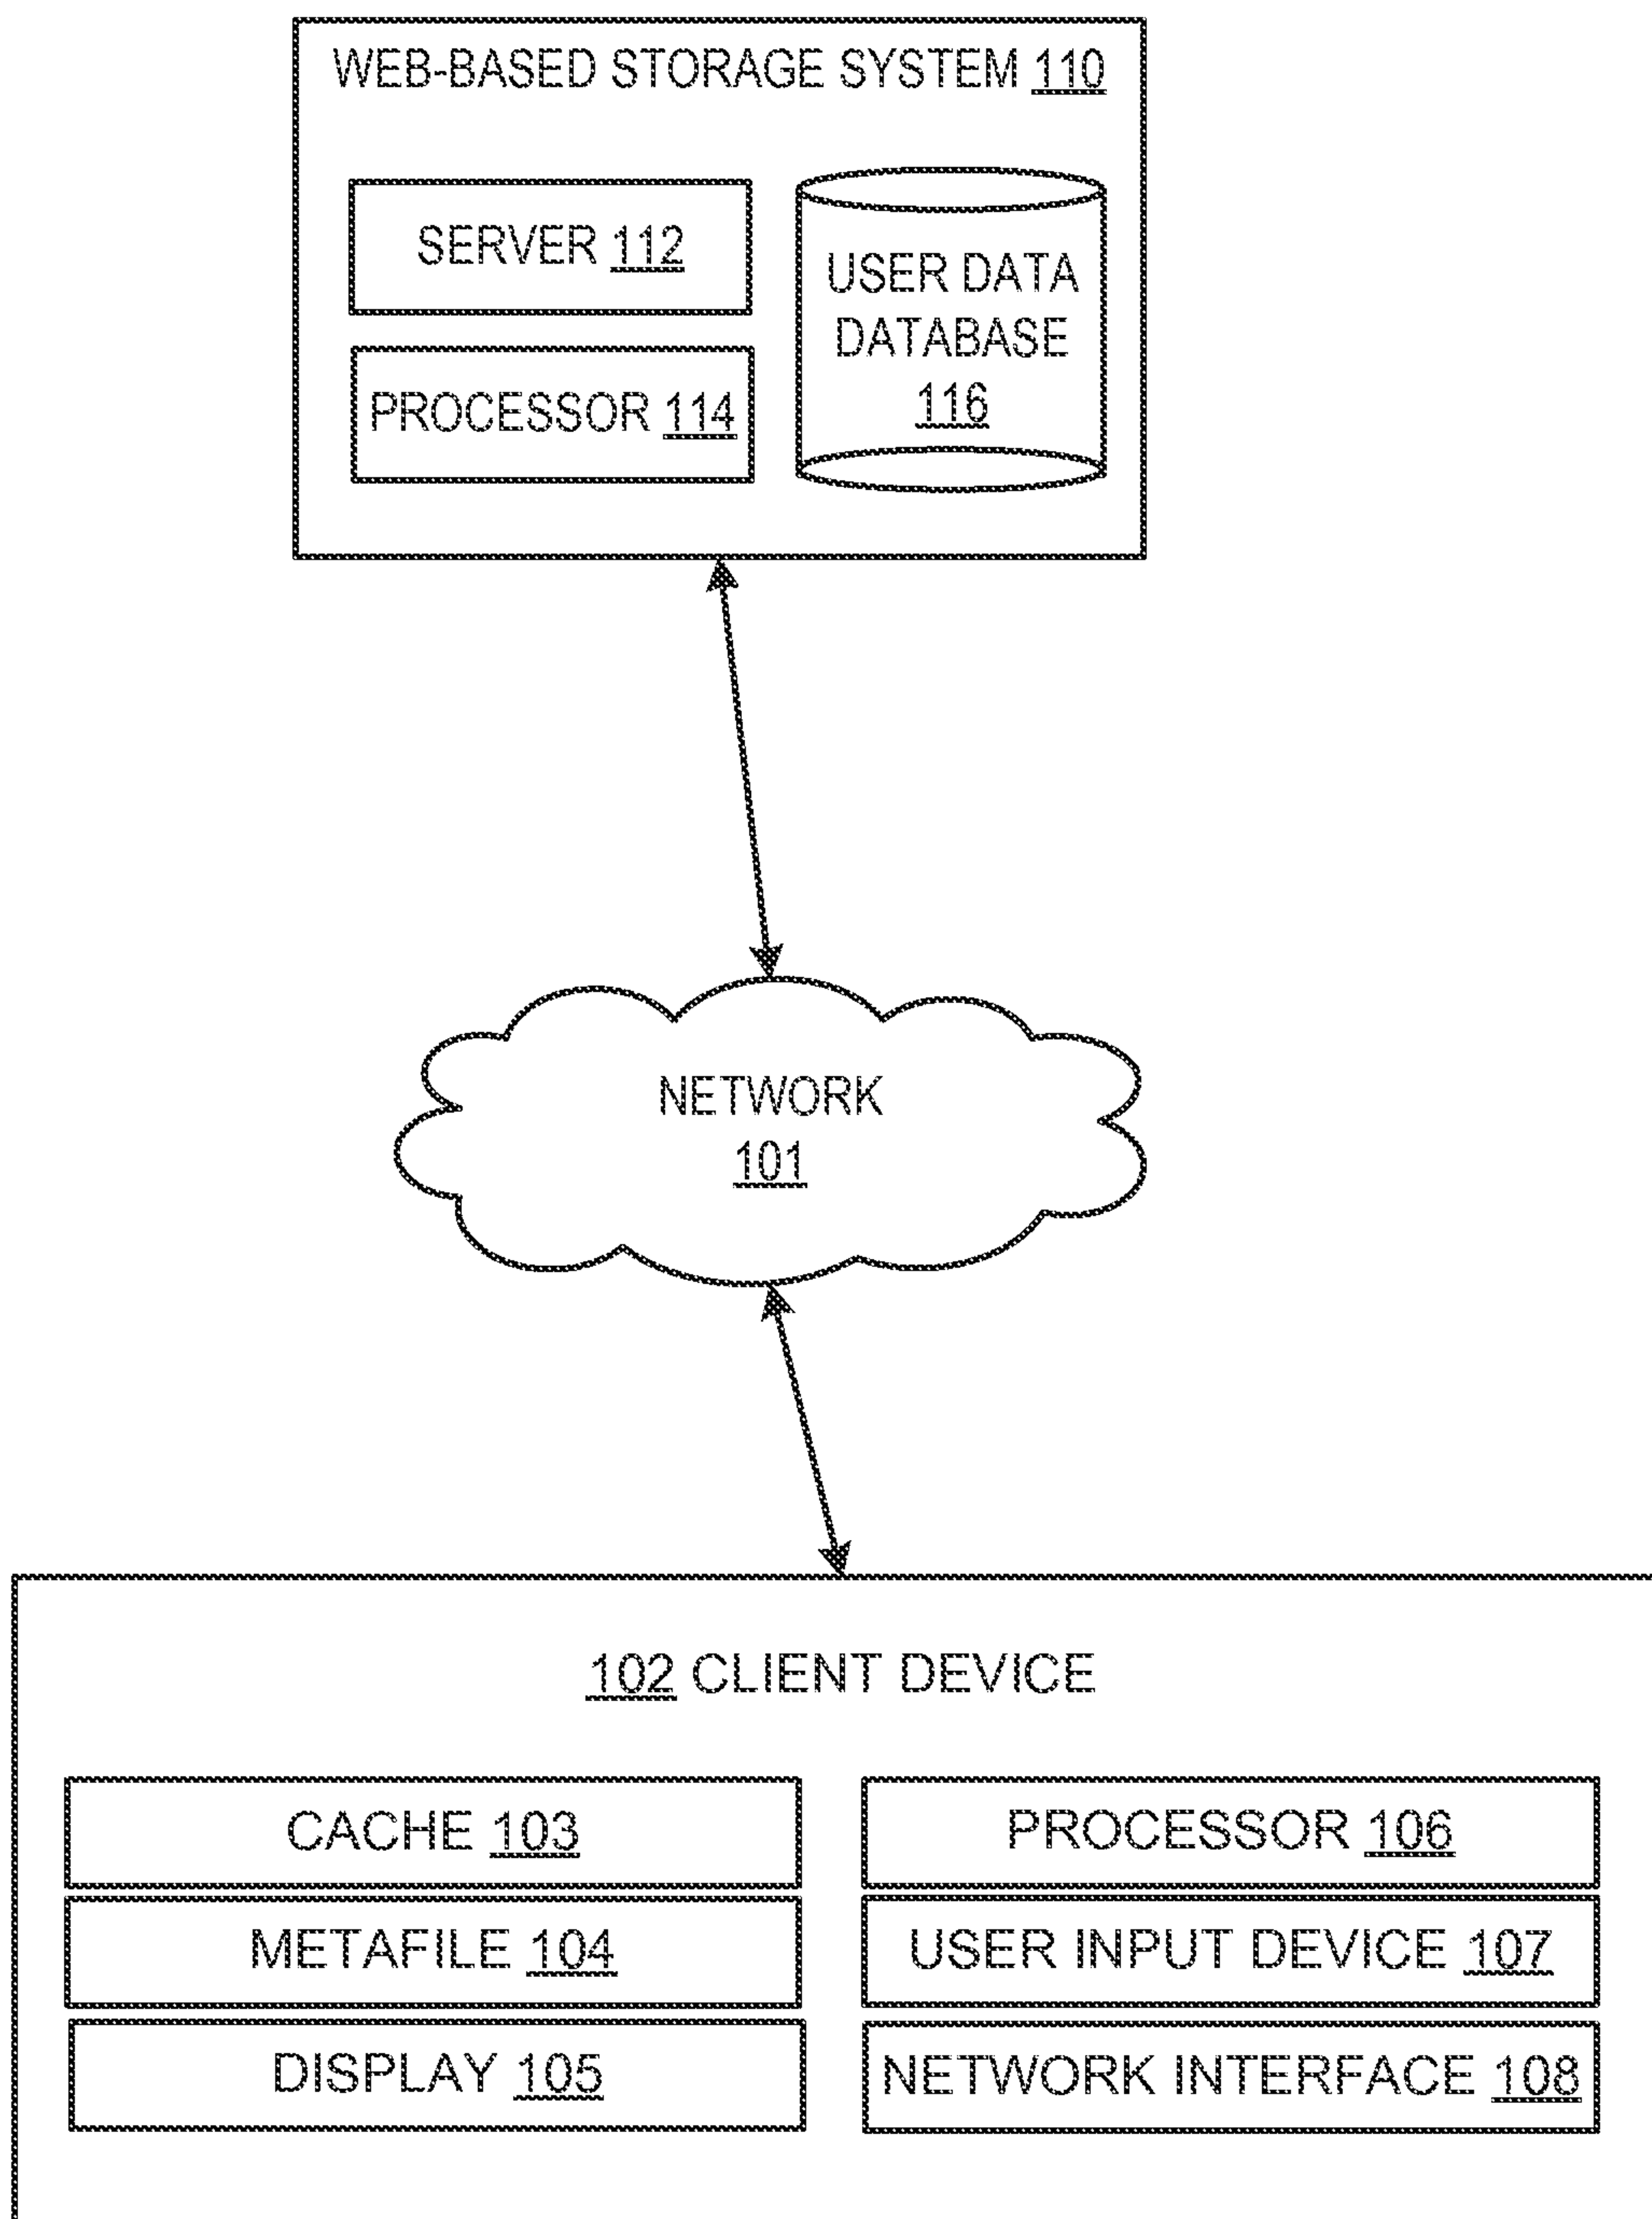 WEB-BASED STORAGE SYSTEM 110
SERVER 112
PROCESSOR 114
USER DATA
DATABASE
116
NETWORK
101
102 CLIENT DEVICE
CACHE 103
METAFILE 104
DISPLAY 105
PROCESSOR 106
USER INPUT DEVICE 107
NETWORK INTERFACE 108